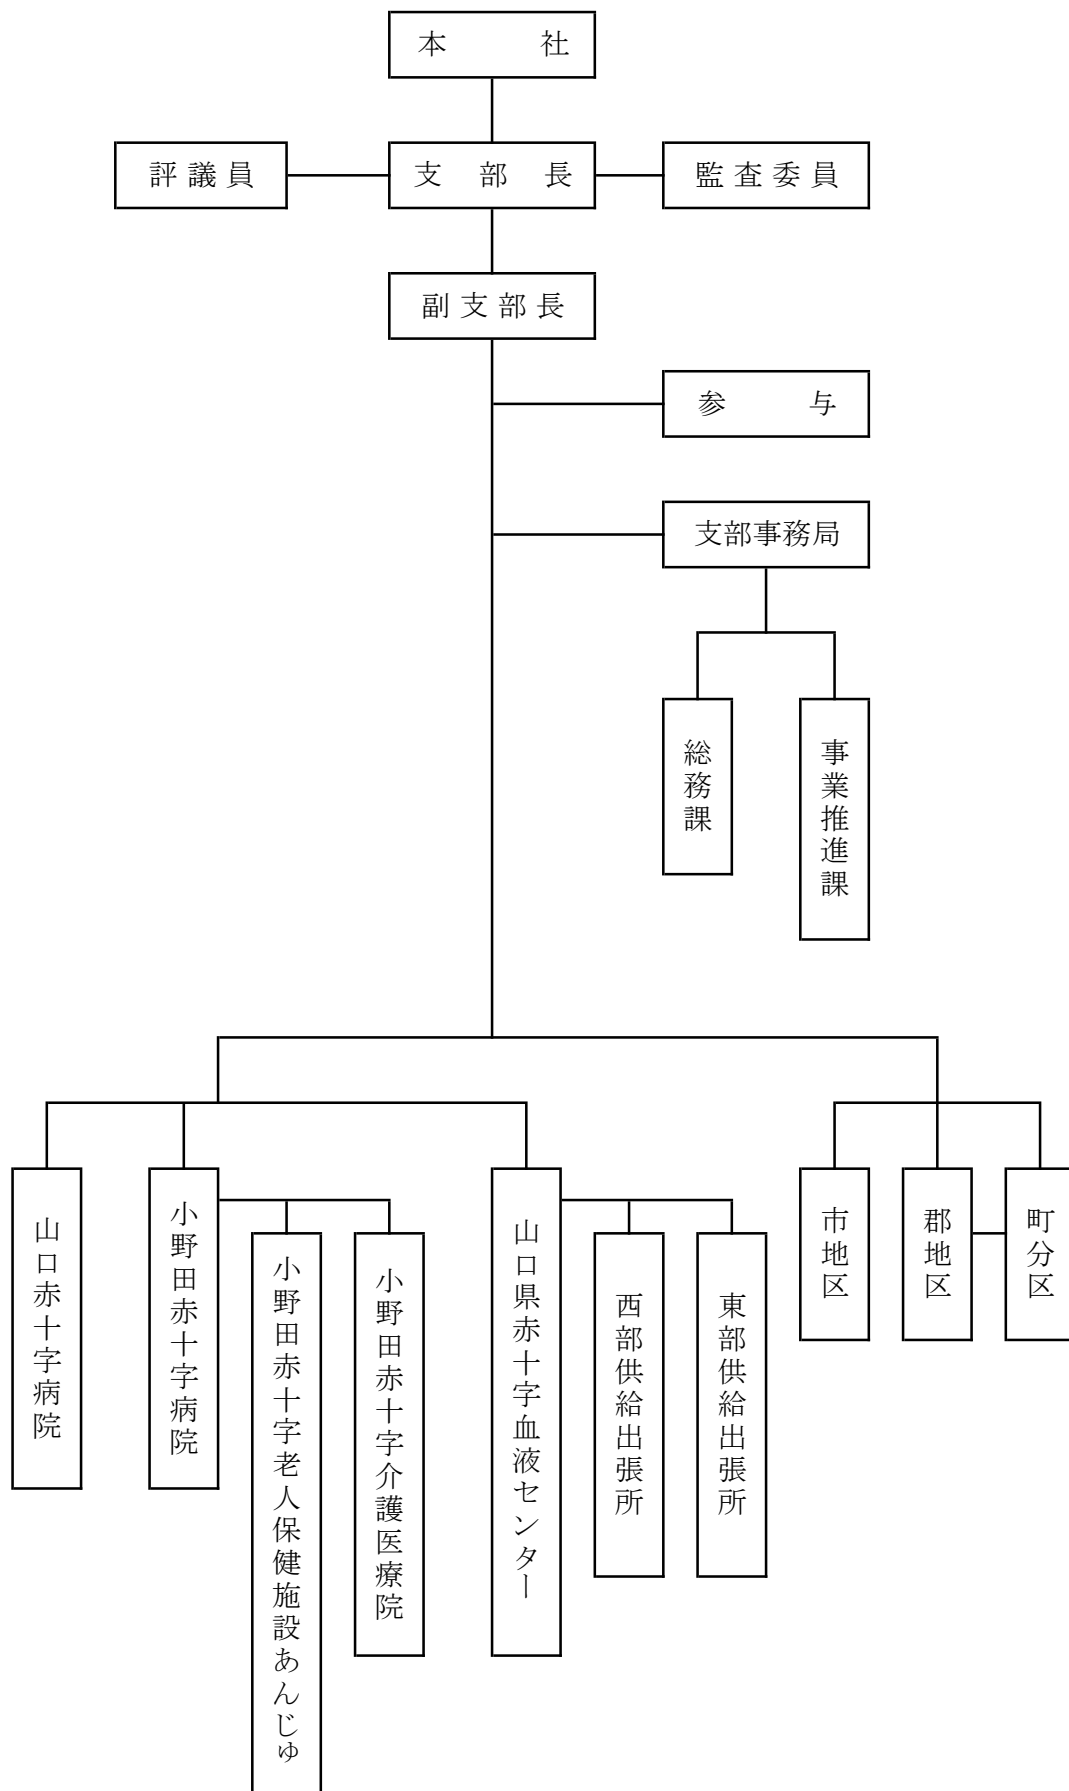 本　社
評議員
支部長
監査委員
副支部長
参　与
支部事務局
総務課
事業推進課
山口赤十字病院
小野田赤十字病院
小野田赤十字老人保健施設あんじゅ
小野田赤十字介護医療院
山口県赤十字血液センター
西部供給出張所
東部供給出張所
市地区
郡地区
町分区